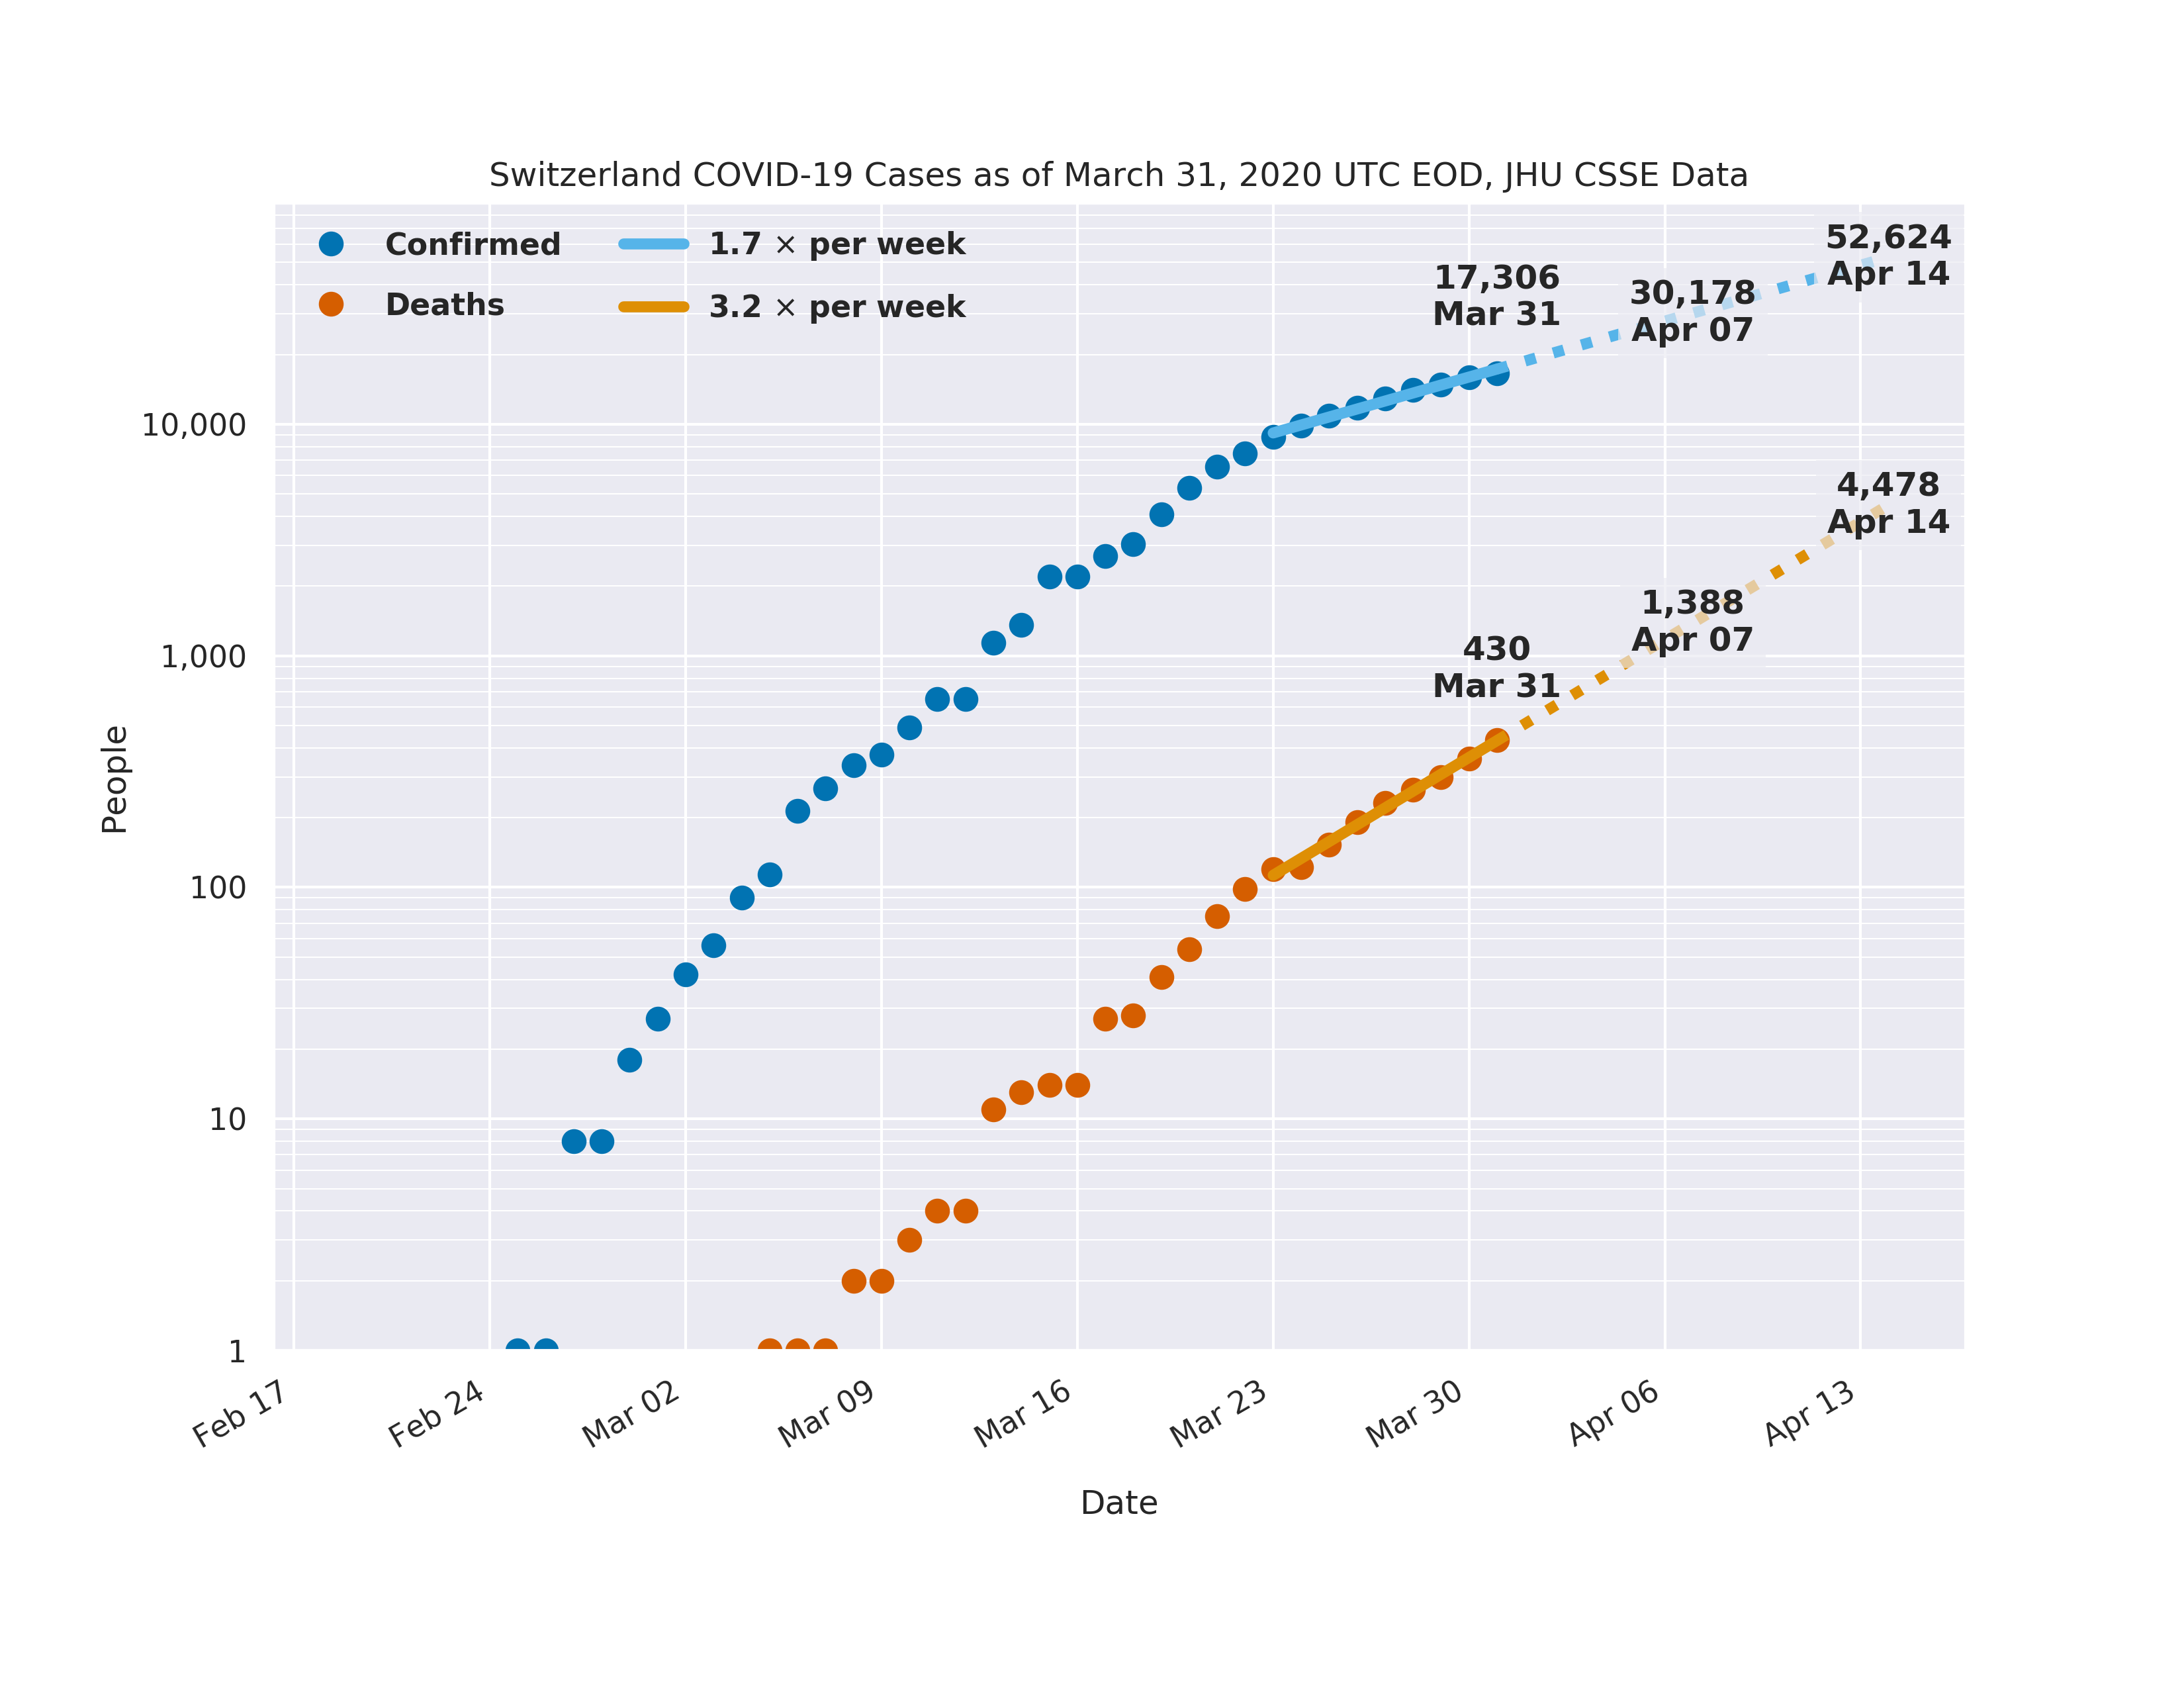 Switzerland COVID-19 Cases as of March 31, 2020 UTC EOD, JHU CSSE Data
Confirmed
Deaths
1.7 × per week
3.2 × per week
52,624
Apr 14
17,306
Mar 31
30,178
Apr 07
4,478
Apr 14
1,388
Apr 07
430
Mar 31
People
10,000
1,000
100
10
1
Feb 17
Feb 24
Mar 02
Mar 09
Mar 16
Mar 23
Mar 30
Apr 06
Apr 13
Date